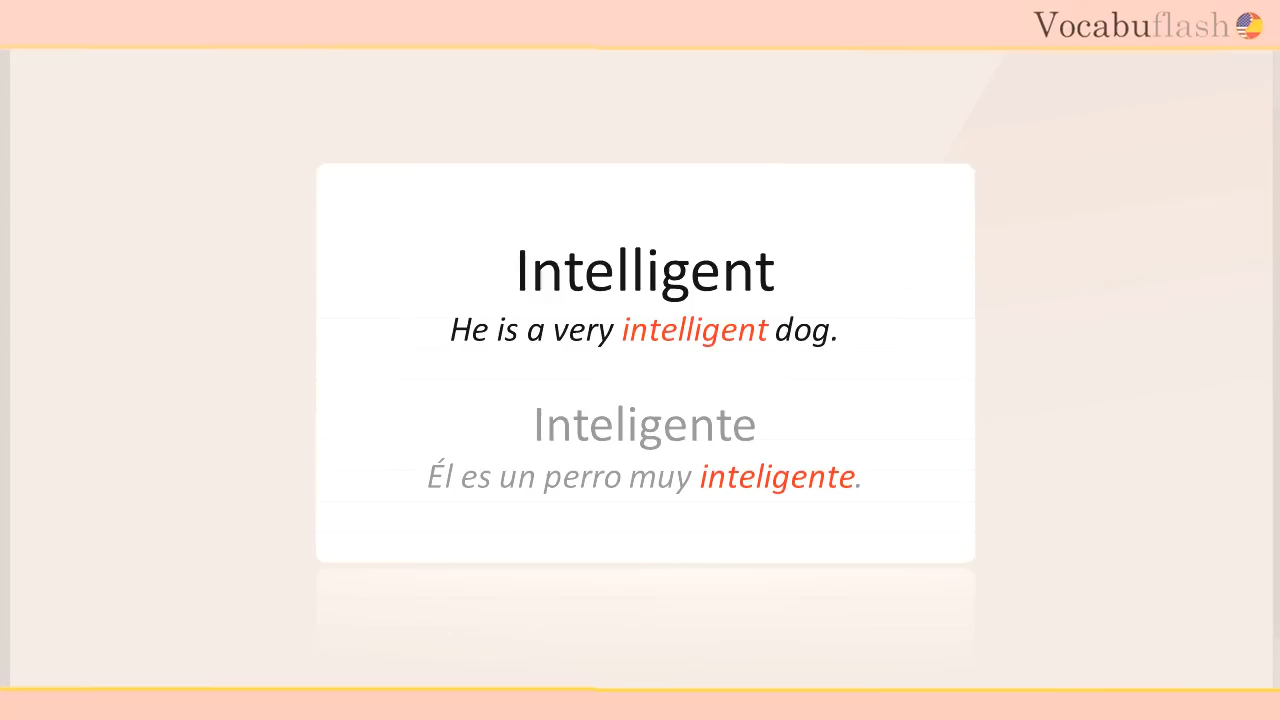 Vocabuflash
Intelligent
He is a very intelligent dog.
Inteligente
Él es un perro muy inteligente.